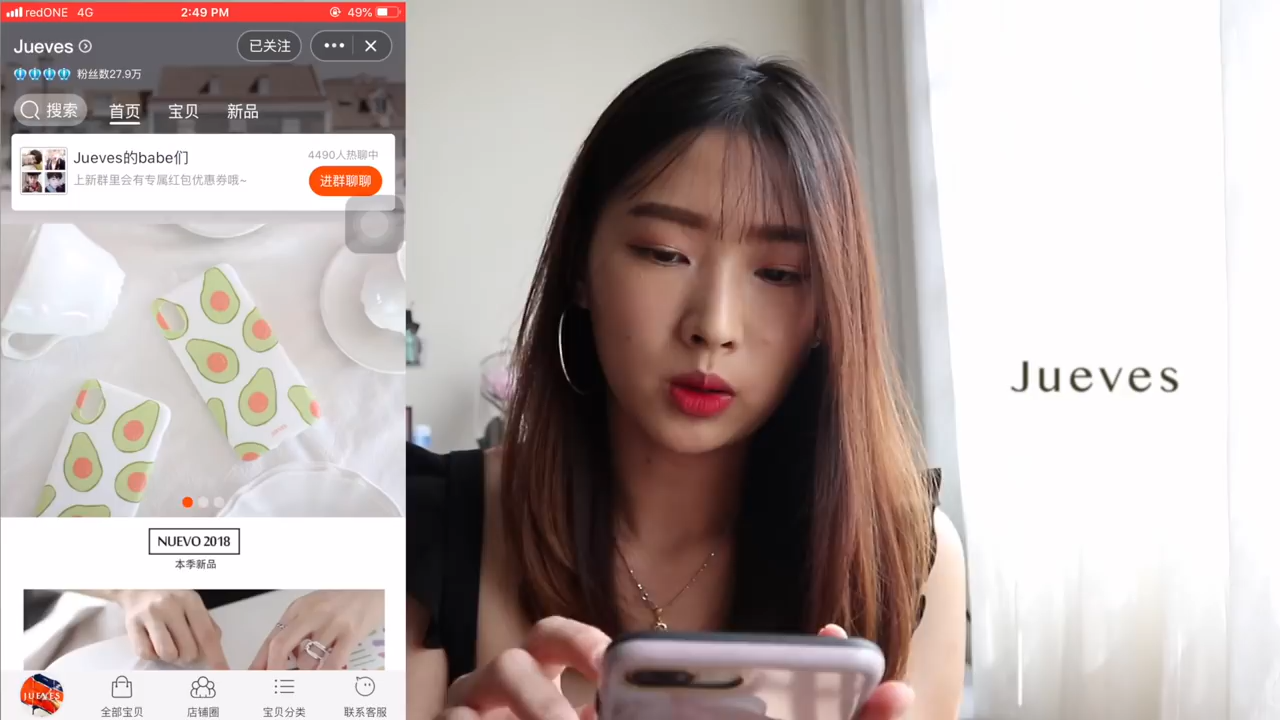 redONE 4G
2:49 PM
49%
Jueves
已关注
粉丝数27.9万
搜索
首页
宝贝
新品
Jueves的babe们
4490人热聊中
上新群里会有专属红包优惠券哦~
进群聊聊
NUEVO 2018
本季新品
JUEVES
全部宝贝
店铺圈
宝贝分类
联系客服
Jueves